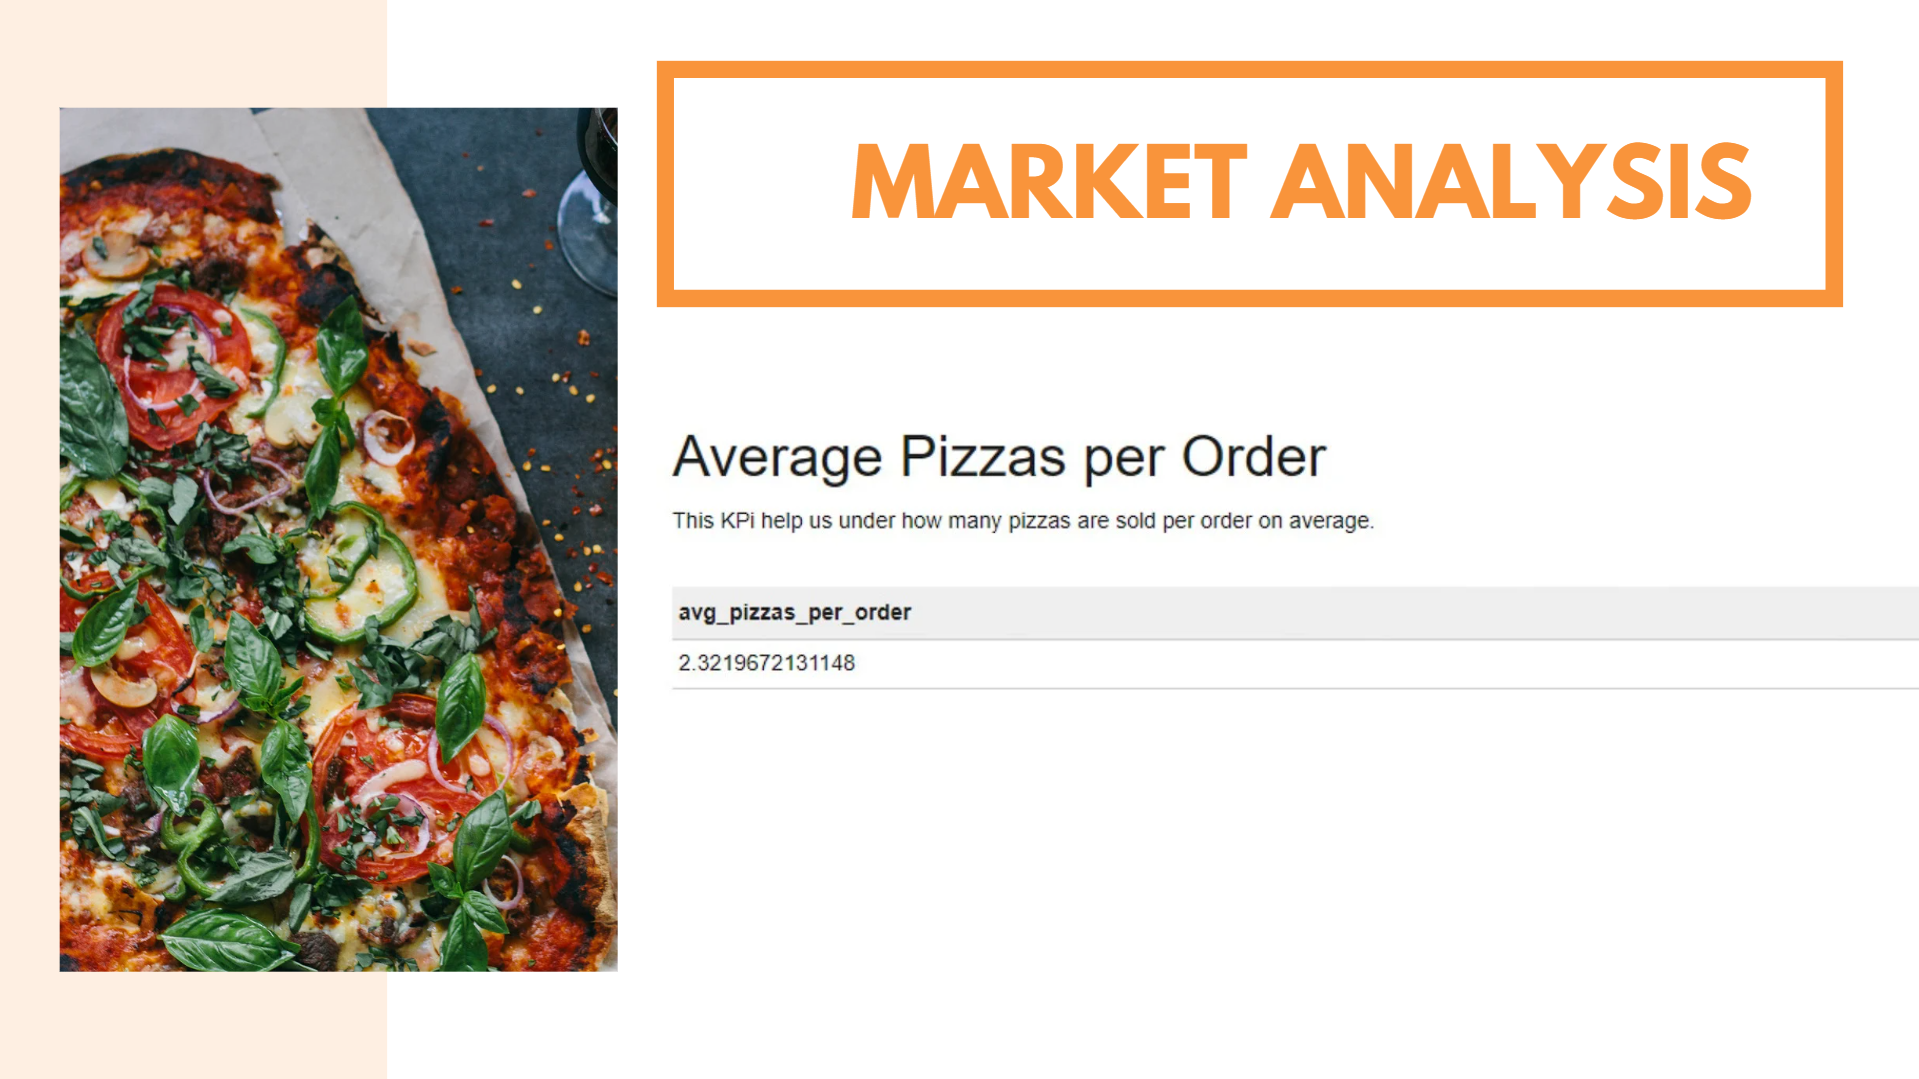 MARKET ANALYSIS
Average Pizzas per Order
This KPi help us under how many pizzas are sold per order on average.
avg_pizzas_per_order
2.3219672131148